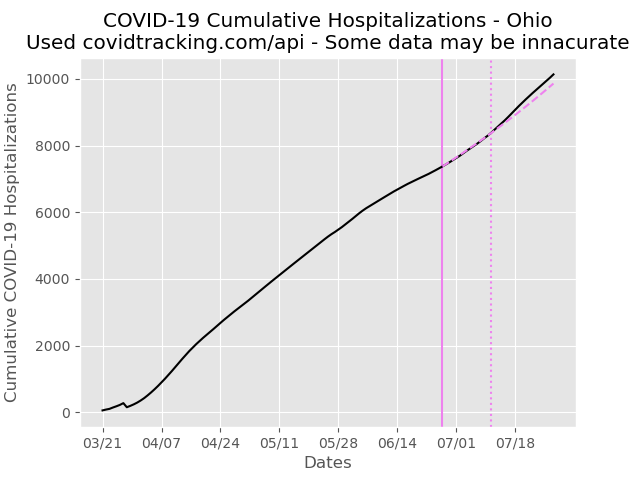 COVID-19 Cumulative Hospitalizations - Ohio
Used covidtracking.com/api - Some data may be innacurate
Cumulative COVID-19 Hospitalizations
10000
8000
6000
4000
2000
0
03/21 04/07 04/24 05/11 05/28 06/14 07/01 07/18
Dates